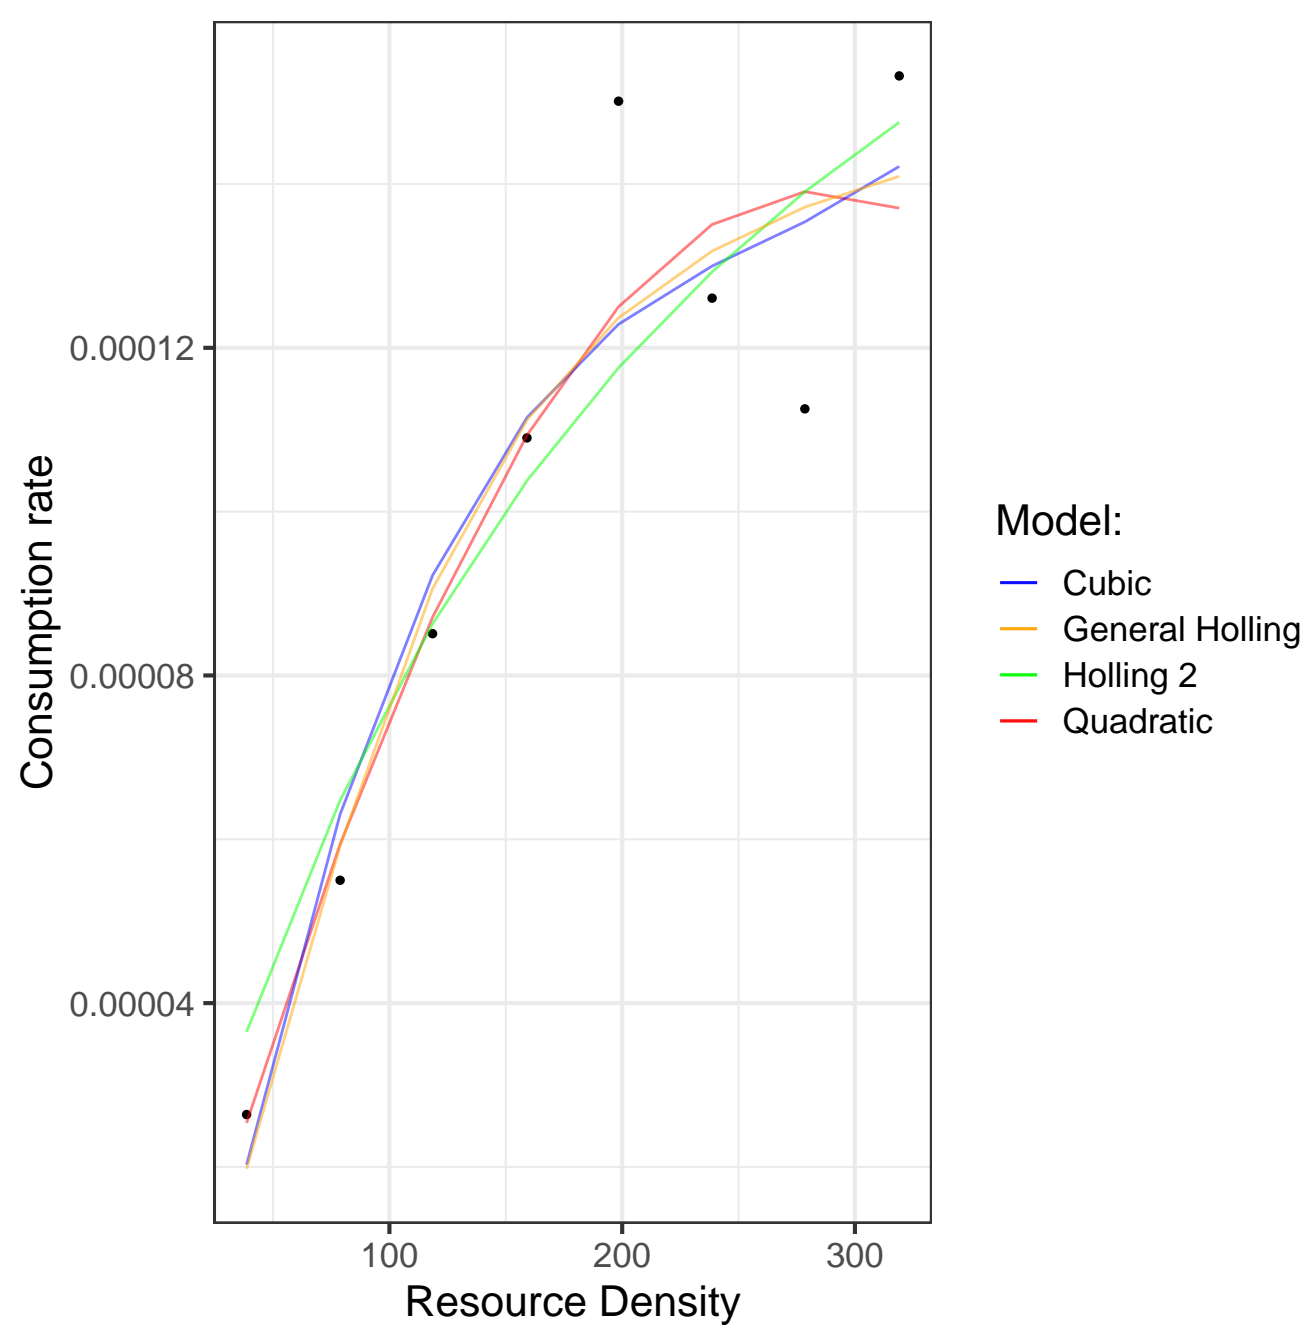 Consumption rate
0.00012
0.00008
0.00004
100
200
300
Resource Density
Model:
Cubic
General Holling
Holling 2
Quadratic